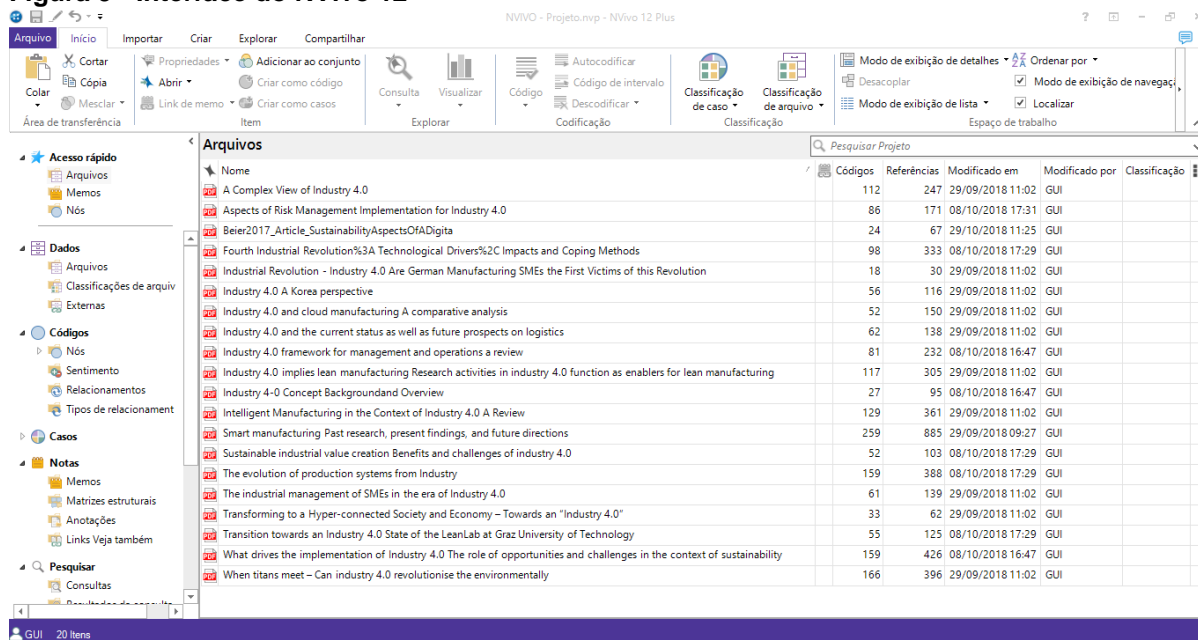 NVIVO - Projeto.nvp - NVivo 12 Plus
Arquivo Início Importar Criar Explorar Compartilhar
Colar
Cortar
Cópia
Mesclar
Área de transferência
Propriedades
Abrir
Link de memo
Adicionar ao conjunto
Criar como código
Criar como casos
Item
Consulta
Visualizar
Explorar
Código
Autocodificar
Código de intervalo
Descodificar
Codificação
Classificação de caso
Classificação de arquivo
Classificação
Modo de exibição de detalhes
Ordenar por
Desacoplar
Modo de exibição de navegaç
Modo de exibição de lista
Localizar
Espaço de trabalho
Acesso rápido
Arquivos
Memos
Nós
Dados
Arquivos
Classificações de arquiv
Externas
Códigos
Nós
Sentimento
Relacionamentos
Tipos de relacionament
Casos
Notas
Memos
Matrizes estruturais
Anotações
Links Veja também
Pesquisar
Consultas
Arquivos
Pesquisar Projeto
Nome Códigos Referências Modificado em Modificado por Classificação
A Complex View of Industry 4.0 112 247 29/09/2018 11:02 GUI
Aspects of Risk Management Implementation for Industry 4.0 86 171 08/10/2018 17:31 GUI
Beier2017_Article_SustainabilityAspectsOfADigita 24 67 29/10/2018 11:25 GUI
Fourth Industrial Revolution%3A Technological Drivers%2C Impacts and Coping Methods 98 333 08/10/2018 17:29 GUI
Industrial Revolution - Industry 4.0 Are German Manufacturing SMEs the First Victims of this Revolution 18 30 29/09/2018 11:02 GUI
Industry 4.0 A Korea perspective 56 116 29/09/2018 11:02 GUI
Industry 4.0 and cloud manufacturing A comparative analysis 52 150 29/09/2018 11:02 GUI
Industry 4.0 and the current status as well as future prospects on logistics 62 138 29/09/2018 11:02 GUI
Industry 4.0 framework for management and operations a review 81 232 08/10/2018 16:47 GUI
Industry 4.0 implies lean manufacturing Research activities in industry 4.0 function as enablers for lean manufacturing 117 305 29/09/2018 11:02 GUI
Industry 4-0 Concept Backgroundand Overview 27 95 08/10/2018 16:47 GUI
Intelligent Manufacturing in the Context of Industry 4.0 A Review 129 361 29/09/2018 11:02 GUI
Smart manufacturing Past research, present findings, and future directions 259 885 29/09/2018 09:27 GUI
Sustainable industrial value creation Benefits and challenges of industry 4.0 52 103 08/10/2018 17:29 GUI
The evolution of production systems from Industry 159 388 08/10/2018 17:29 GUI
The industrial management of SMEs in the era of Industry 4.0 61 139 29/09/2018 11:02 GUI
Transforming to a Hyper-connected Society and Economy – Towards an "Industry 4.0" 33 62 29/09/2018 11:02 GUI
Transition towards an Industry 4.0 State of the LeanLab at Graz University of Technology 55 125 08/10/2018 17:29 GUI
What drives the implementation of Industry 4.0 The role of opportunities and challenges in the context of sustainability 159 426 08/10/2018 16:47 GUI
When titans meet – Can industry 4.0 revolutionise the environmentally 166 396 29/09/2018 11:02 GUI
GUI 20 Itens